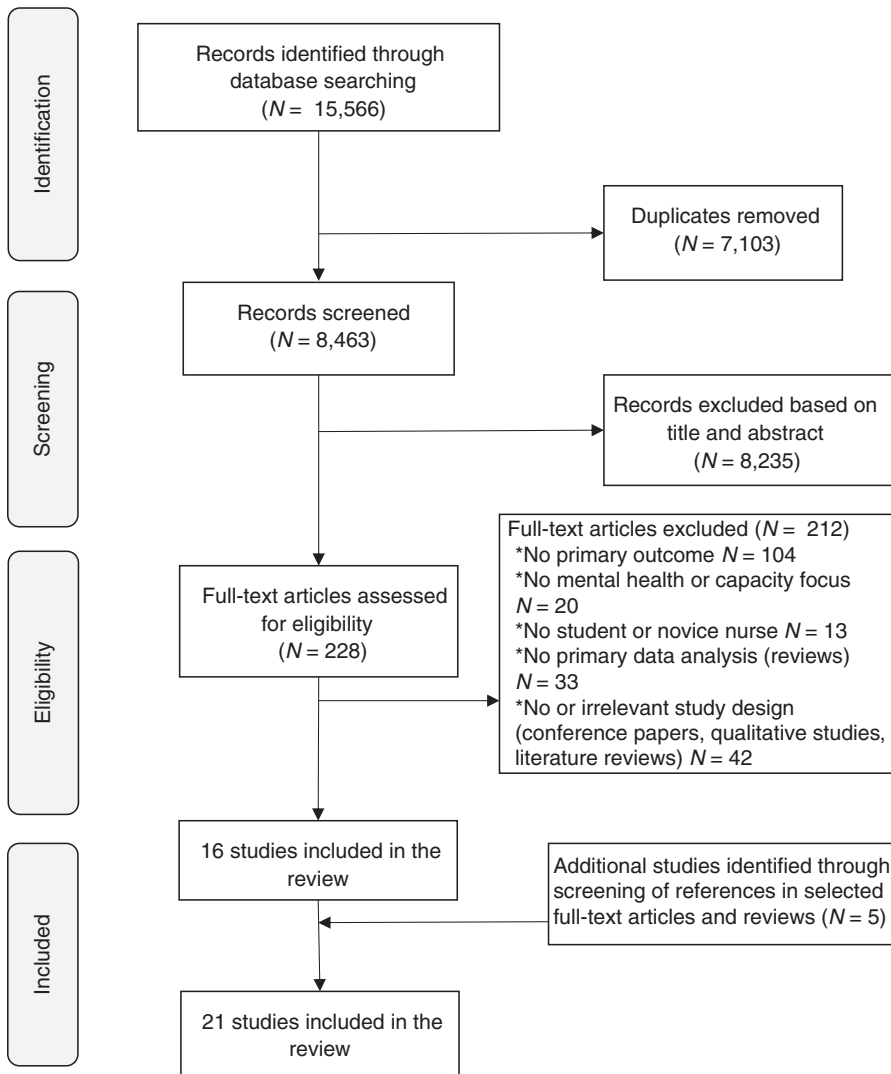 Identification
Records identified through
database searching
(N = 15,566)
Duplicates removed
(N = 7,103)
Screening
Records screened
(N = 8,463)
Records excluded based on
title and abstract
(N = 8,235)
Eligibility
Full-text articles assessed
for eligibility
(N = 228)
Full-text articles excluded (N = 212)
*No primary outcome N = 104
*No mental health or capacity focus
N = 20
*No student or novice nurse N = 13
*No primary data analysis (reviews)
N = 33
*No or irrelevant study design
(conference papers, qualitative studies,
literature reviews) N = 42
Included
16 studies included in the
review
Additional studies identified through
screening of references in selected
full-text articles and reviews (N = 5)
21 studies included in the
review